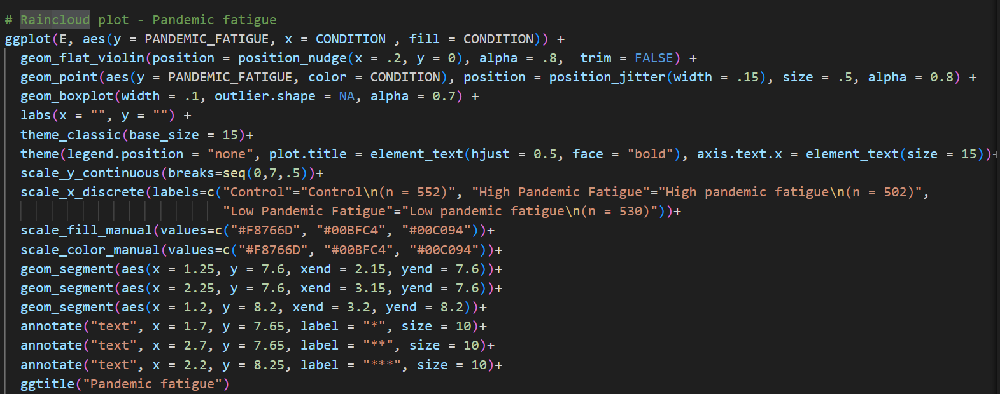 # Raincloud plot - Pandemic fatigue
ggplot(E, aes(y = PANDEMIC_FATIGUE, x = CONDITION , fill = CONDITION)) +
  geom_flat_violin(position = position_nudge(x = .2, y = 0), alpha = .8,  trim = FALSE) +
  geom_point(aes(y = PANDEMIC_FATIGUE, color = CONDITION), position = position_jitter(width = .15), size = .5, alpha = 0.8) +
  geom_boxplot(width = .1, outlier.shape = NA, alpha = 0.7) +
  labs(x = "", y = "") +
  theme_classic(base_size = 15)+
  theme(legend.position = "none", plot.title = element_text(hjust = 0.5, face = "bold"), axis.text.x = element_text(size = 15))+
  scale_y_continuous(breaks=seq(0,7,.5))+
  scale_x_discrete(labels=c("Control"="Control\n(n = 552)", "High Pandemic Fatigue"="High pandemic fatigue\n(n = 502)",
                            "Low Pandemic Fatigue"="Low pandemic fatigue\n(n = 530)"))+
  scale_fill_manual(values=c("#F8766D", "#00BFC4", "#00C094"))+
  scale_color_manual(values=c("#F8766D", "#00BFC4", "#00C094"))+
  geom_segment(aes(x = 1.25, y = 7.6, xend = 2.15, yend = 7.6))+
  geom_segment(aes(x = 2.25, y = 7.6, xend = 3.15, yend = 7.6))+
  geom_segment(aes(x = 1.2, y = 8.2, xend = 3.2, yend = 8.2))+
  annotate("text", x = 1.7, y = 7.65, label = "*", size = 10)+
  annotate("text", x = 2.7, y = 7.65, label = "**", size = 10)+
  annotate("text", x = 2.2, y = 8.25, label = "***", size = 10)+
  ggtitle("Pandemic fatigue")